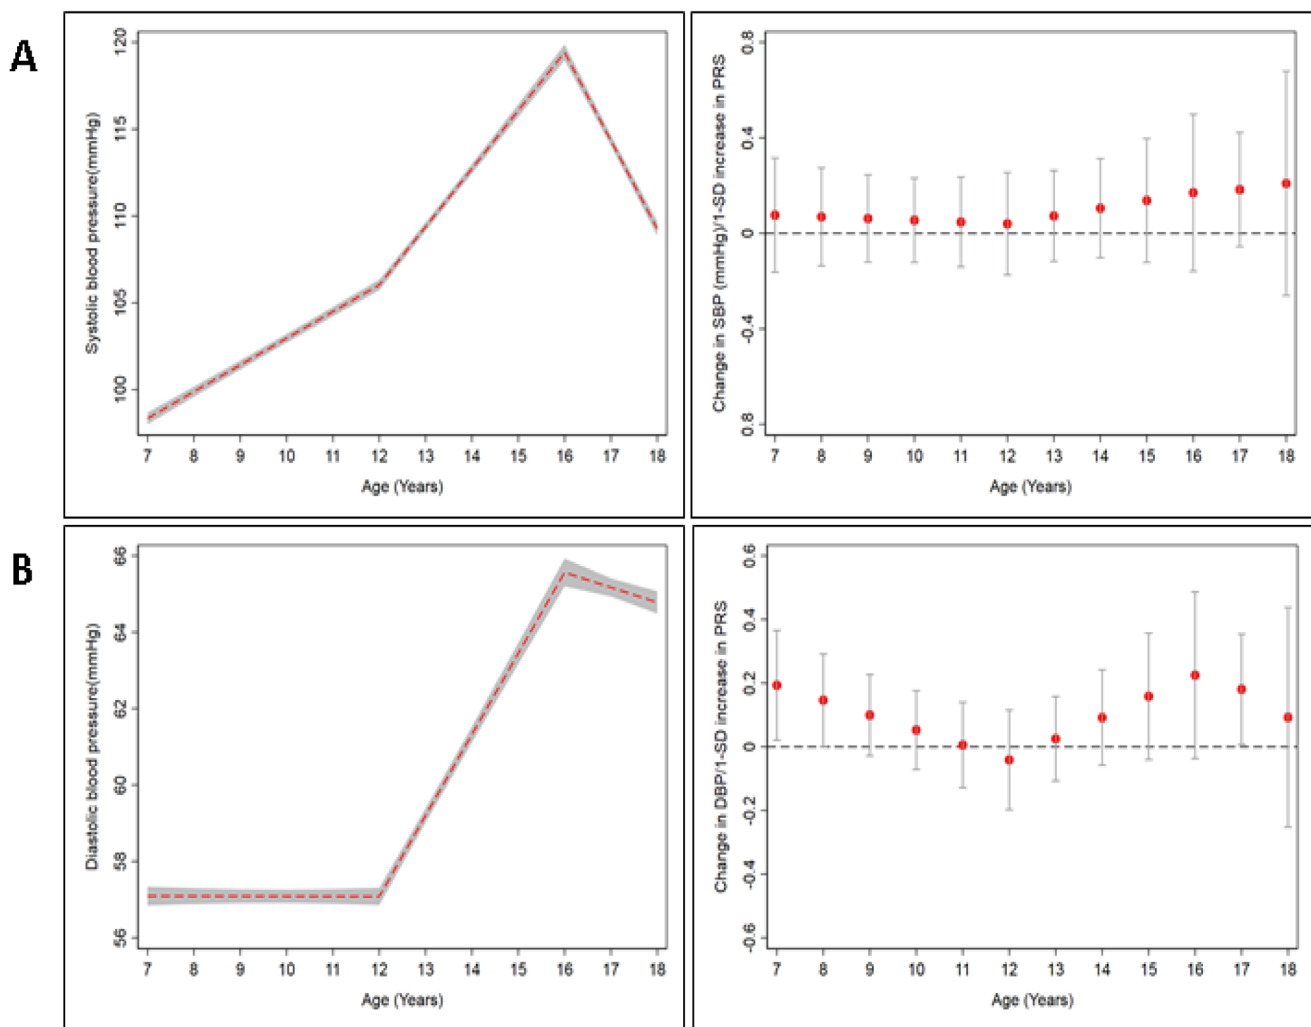 A
Systolic blood pressure(mmHg)
120
115
110
105
100
7 8 9 10 11 12 13 14 15 16 17 18
Age (Years)
Change in SBP (mmHg)/1-SD increase in PRS
0.8
0.4
0
-0.4
0.8
7 8 9 10 11 12 13 14 15 16 17 18
Age (Years)
B
Diastolic blood pressure(mmHg)
66
64
62
60
58
56
7 8 9 10 11 12 13 14 15 16 17 18
Age (Years)
Change in DBP/1-SD increase in PRS
0.6
0.4
0.2
0
-0.2
-0.4
-0.6
7 8 9 10 11 12 13 14 15 16 17 18
Age (Years)